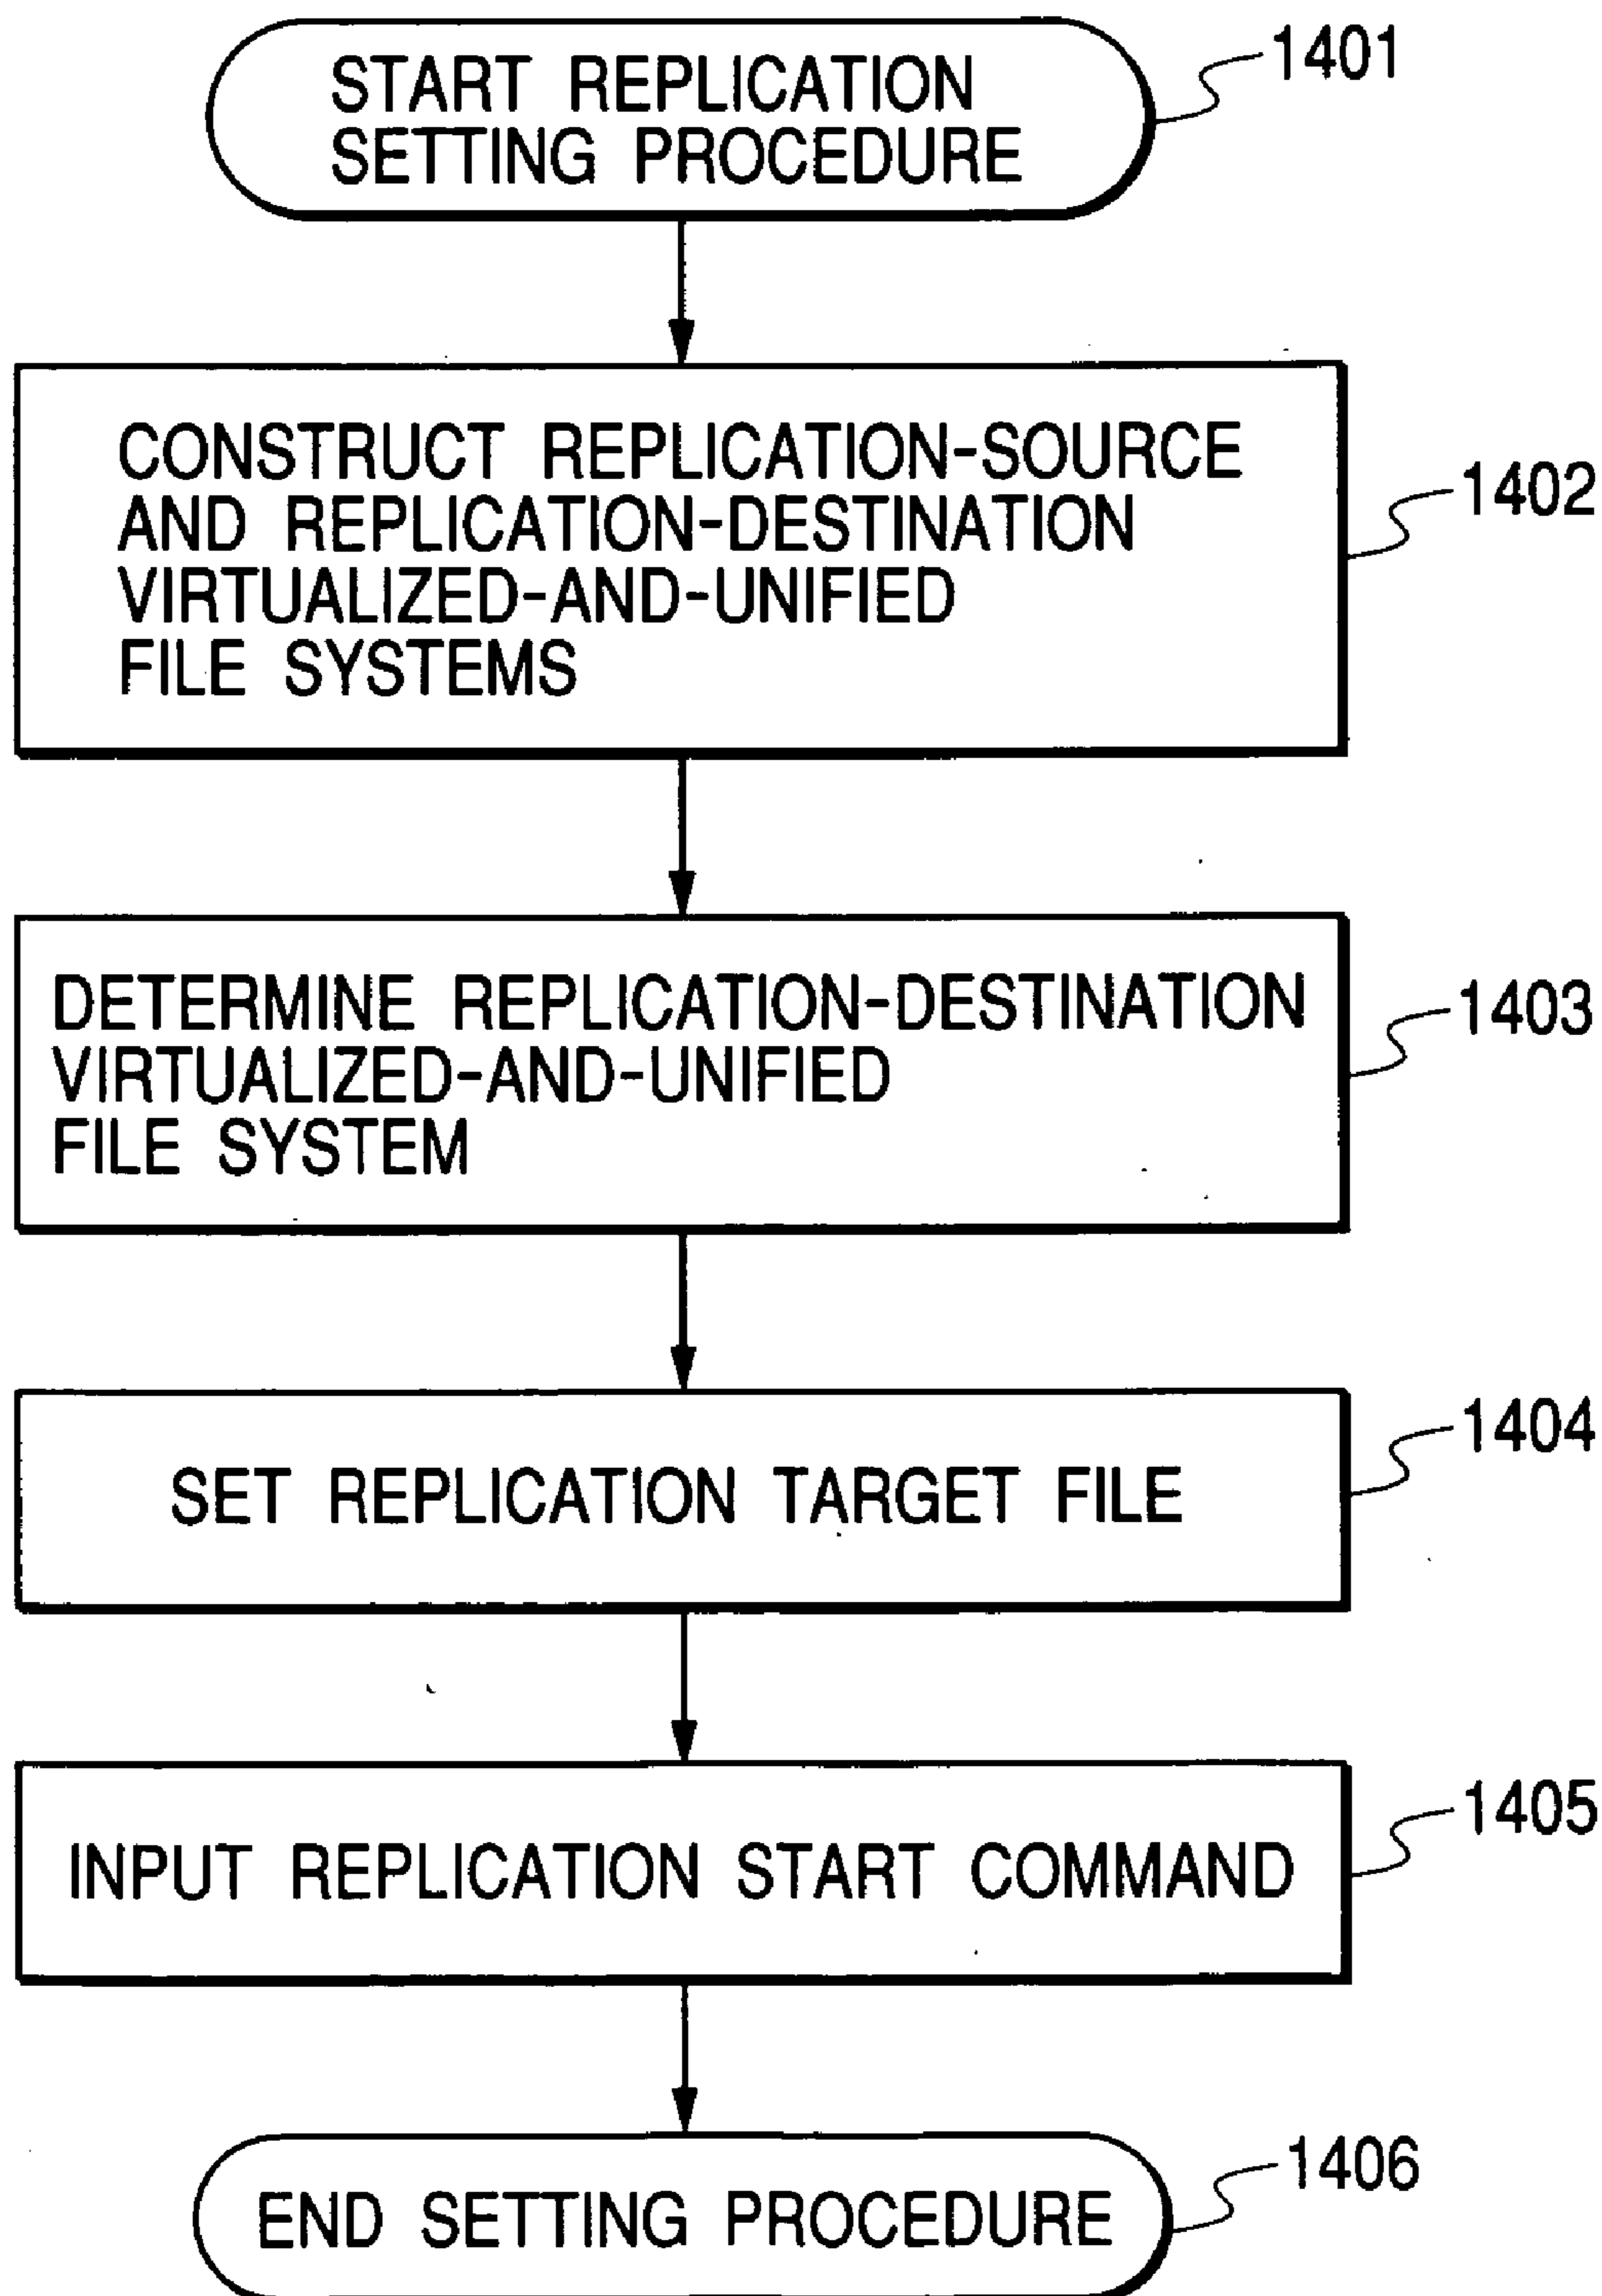 START REPLICATION
SETTING PROCEDURE
1401
CONSTRUCT REPLICATION-SOURCE
AND REPLICATION-DESTINATION
VIRTUALIZED-AND-UNIFIED
FILE SYSTEMS
1402
DETERMINE REPLICATION-DESTINATION
VIRTUALIZED-AND-UNIFIED
FILE SYSTEM
1403
SET REPLICATION TARGET FILE
1404
INPUT REPLICATION START COMMAND
1405
END SETTING PROCEDURE
1406